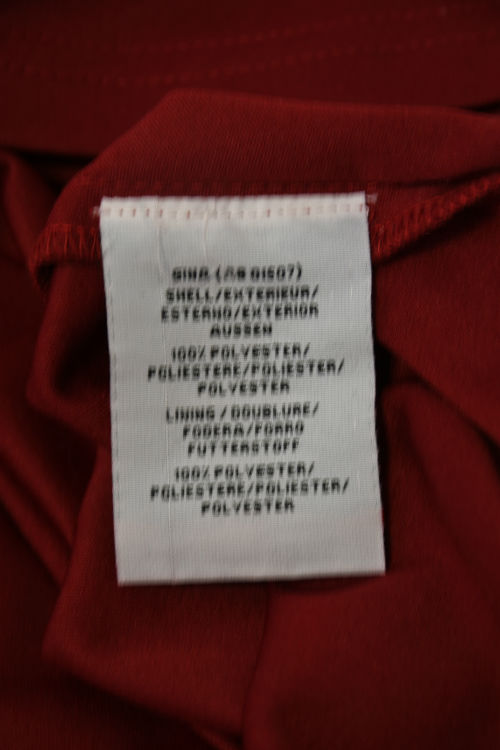 GINA (AB01507)
SHELL/EXTERIEUR/
ESTERNO/EXTERIOR
AUSSEN
100% POLYESTER/
POLIESTERE/POLIESTER/
POLYESTER
LINING/DOUBLURE/
FODERA/FORRO
FUTTERSTOFF
100% POLYESTER/
POLIESTERE/POLIESTER/
POLYESTER